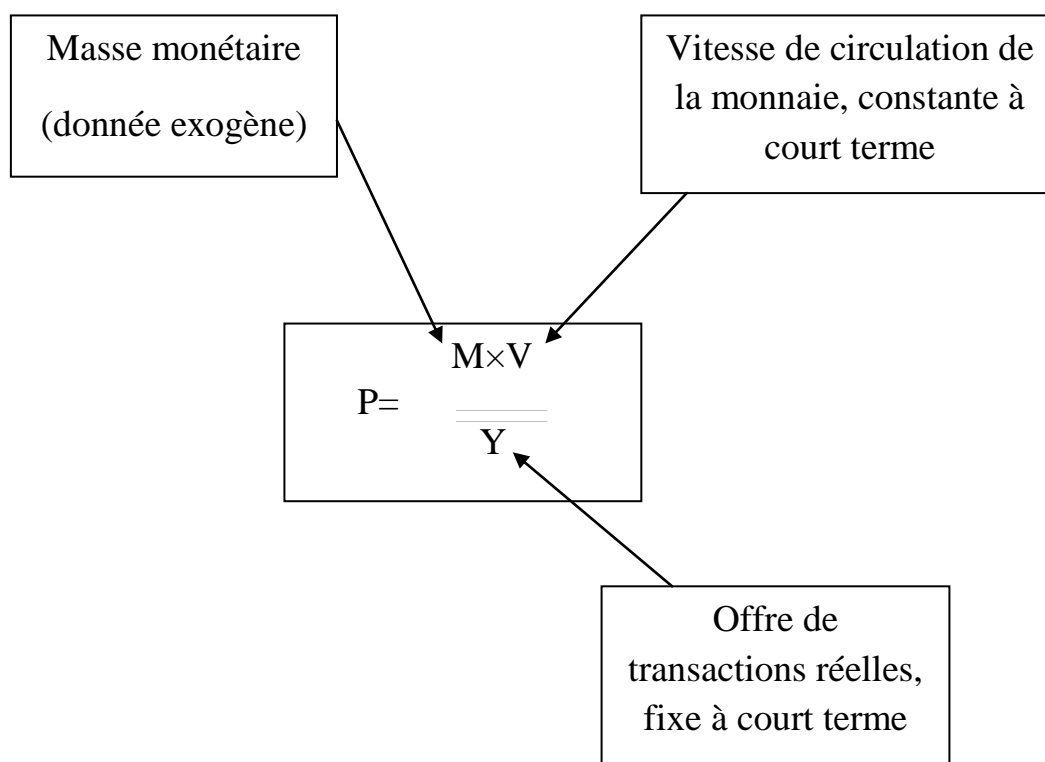 Masse monétaire
(donnée exogène)
Vitesse de circulation de
la monnaie, constante à
court terme
M×V
P=
Y
Offre de
transactions réelles,
fixe à court terme